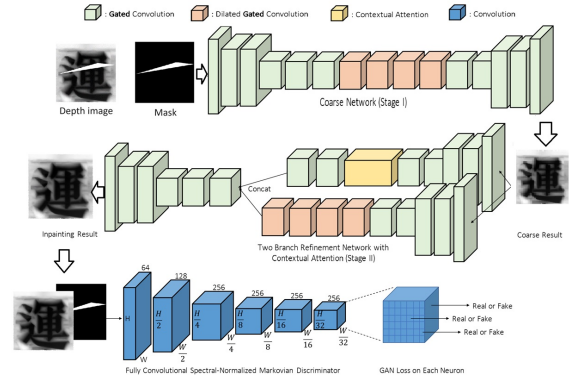 : Gated Convolution : Dilated Gated Convolution : Contextual Attention : Convolution
運
Depth image
Mask
Coarse Network (Stage I)
運
Inpainting Result
Concat
Two Branch Refinement Network with
Contextual Attention (Stage II)
運
Coarse Result
運
64
128
256
256
256
256
H
H/2
H/4
H/8
H/16
H/32
W
W/2
W/4
W/8
W/16
W/32
Real or Fake
Real or Fake
Real or Fake
Fully Convolutional Spectral-Normalized Markovian Discriminator
GAN Loss on Each Neuron